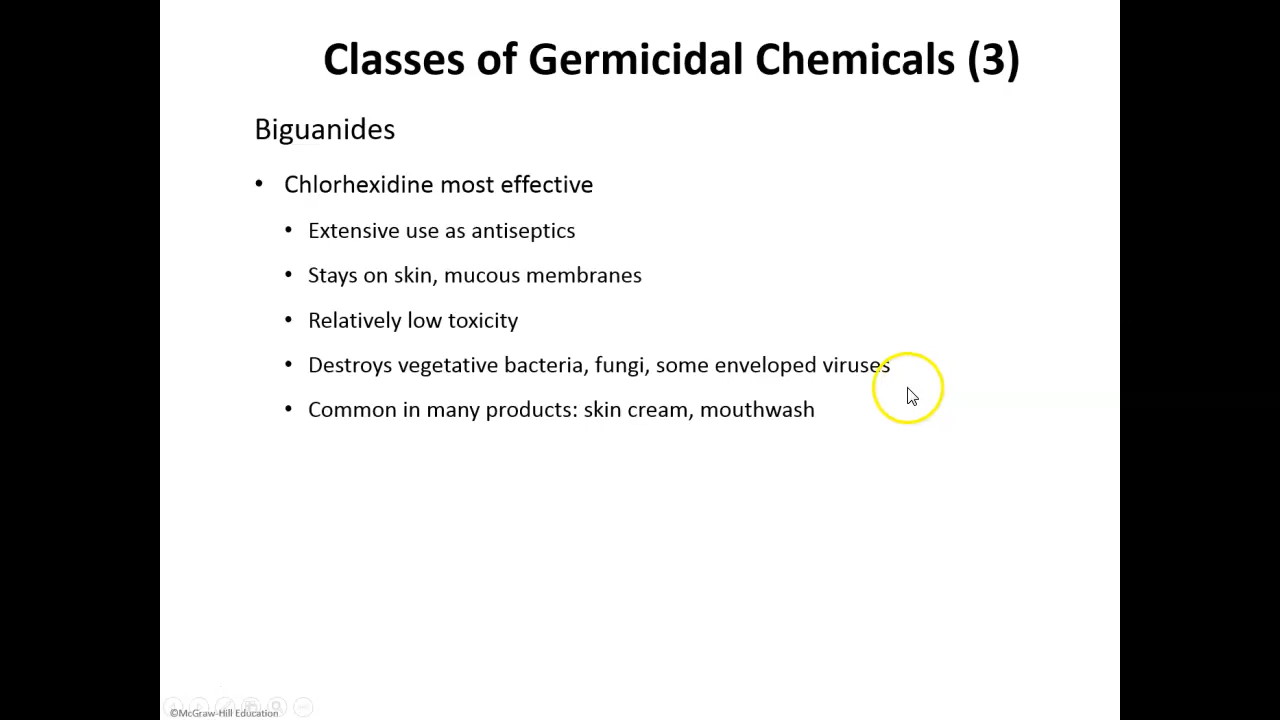 Classes of Germicidal Chemicals (3)
Biguanides
• Chlorhexidine most effective
• Extensive use as antiseptics
• Stays on skin, mucous membranes
• Relatively low toxicity
• Destroys vegetative bacteria, fungi, some enveloped viruses
• Common in many products: skin cream, mouthwash
©McGraw-Hill Education